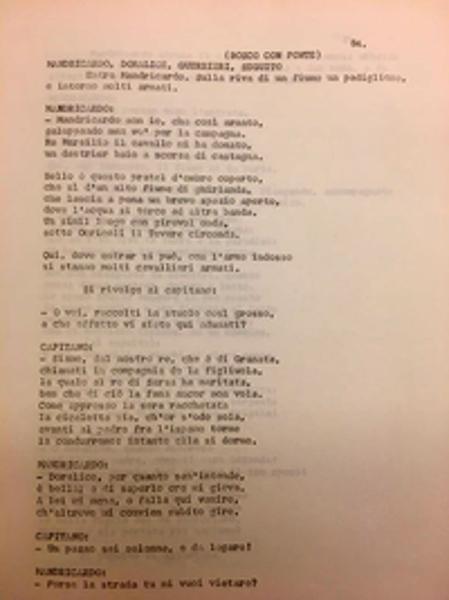 94.
(BOSCO CON PONTE)
MANDRICARDO, DORALICE, GUERRIERI, SEGUITO
Entra Mandricardo. Sulla riva di un fiume un padiglione,
e intorno molti armati.
MANDRICARDO:
- Mandricardo son io, che così armato,
galoppando men vo' per la campagna.
Re Marsilio il cavallo mi ha donato,
un destrier baio a scorza di castagna.
Bello è questo pratel d'ombre coperto,
che si d'un alto fiume di ghirlanda,
che lascia a pena un breve spazio aperto,
dove l'acqua si torce ed altra banda.
Un simil luogo con girevol onda,
sotto Otricoli il Tevere circonda.
Qui, dove entrar si può, con l'arme indosso
si stanno molti cavallieri armati.
Si rivolge al capitano:
- O voi, raccolti in stuolo così grosso,
a che effetto vi siete qui adunati?
CAPITANO:
- Siamo, dal nostro re, che è di Granata,
chiamati in compagnia de la figliuola,
la quale al re di Sarza ha maritata,
ben che di ciò la fama ancor non vola.
Come appresso la sera racchetata
la cicaletta sia, ch'or s'ode sola,
avanti al padre fra l'ispane torme
la condurremo intanto ella si dorme.
MANDRICARDO:
- Doralice, per quanto sen'intende,
è bella; e di saperlo ora mi giova.
A lei mi mena, o falla qui venire,
ch'altrove mi convien subito gire.
CAPITANO:
- Un pazzo sei solenne, e da legare!
MANDRICARDO:
- Forse la strada tu mi vuoi vietare?